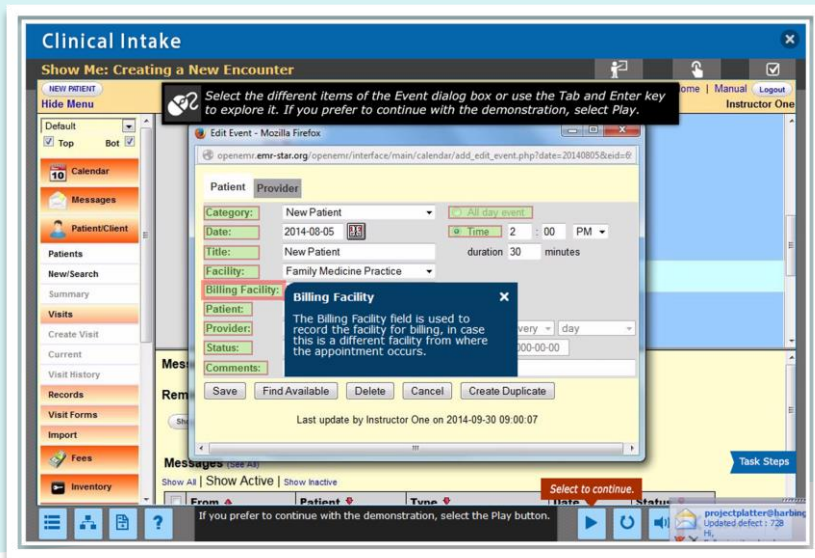 Clinical Intake
Show Me: Creating a New Encounter
NEW PATIENT
Hide Menu
Home | Manual Logout
Instructor One
Select the different items of the Event dialog box or use the Tab and Enter key
to explore it. If you prefer to continue with the demonstration, select Play.
Default
Top Bot
Calendar
Messages
Patient/Client
Patients
New/Search
Summary
Visits
Create Visit
Current
Visit History
Records
Visit Forms
Import
Fees
Inventory
Edit Event - Mozilla Firefox
openemr.emr-star.org/openemr/interface/main/calendar/add_edit_event.php?date=20140805&eid=6
Patient Provider
Category: New Patient All day event
Date: 2014-08-05 Time 2 : 00 PM
Title: New Patient duration 30 minutes
Facility: Family Medicine Practice
Billing Facility:
Patient:
Provider: every day
Status: 000-00-00
Comments:
Billing Facility
The Billing Facility field is used to
record the facility for billing, in case
this is a different facility from where
the appointment occurs.
Save Find Available Delete Cancel Create Duplicate
Last update by Instructor One on 2014-09-30 09:00:07
Messages (See All)
Show All | Show Active | Show Inactive
From Patient Type Date Status
Task Steps
Select to continue.
If you prefer to continue with the demonstration, select the Play button.
projectplatter@harbing
Updated defect : 728
Hi,